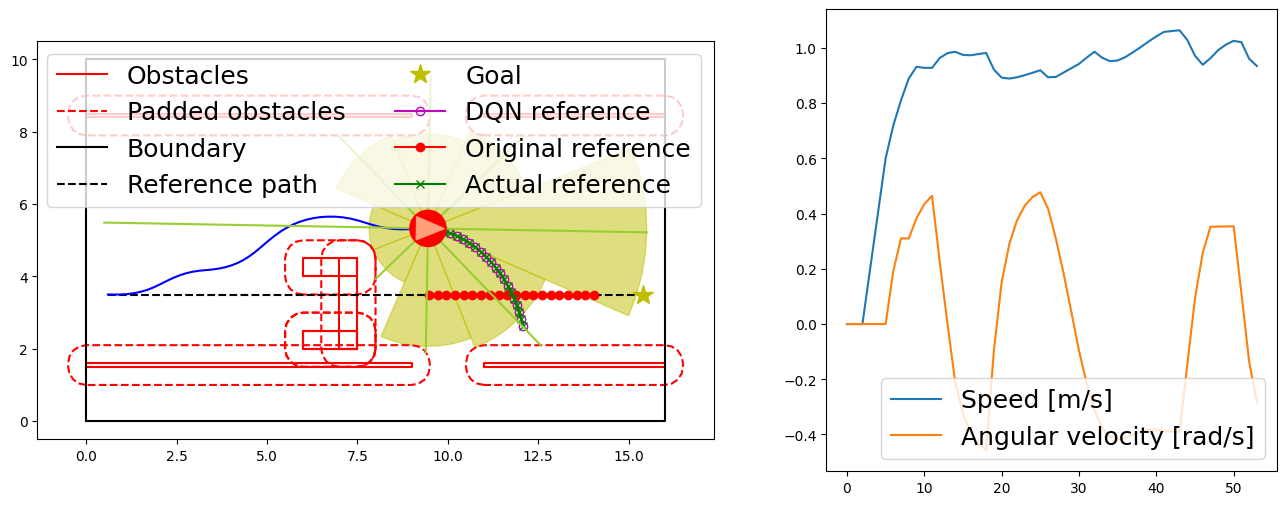 Obstacles
Padded obstacles
Boundary
Reference path
Goal
DQN reference
Original reference
Actual reference
10
8
6
4
2
0
0.0 2.5 5.0 7.5 10.0 12.5 15.0
1.0
0.8
0.6
0.4
0.2
0.0
−0.2
−0.4
Speed [m/s]
Angular velocity [rad/s]
0 10 20 30 40 50